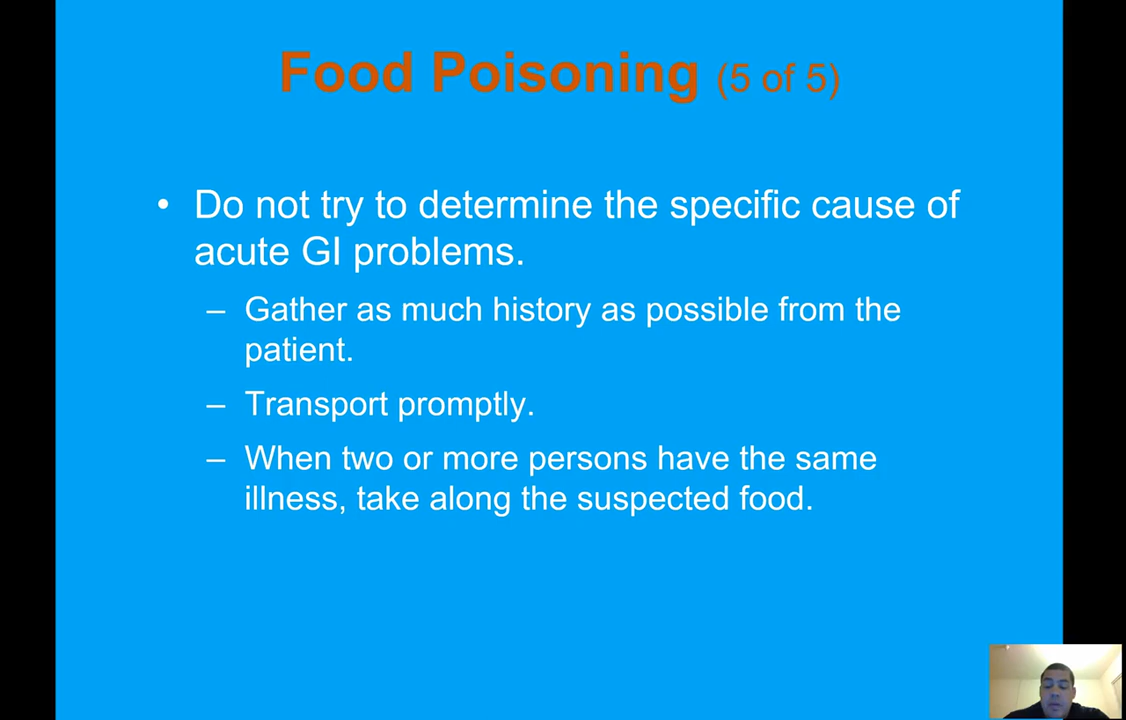 Food Poisoning (5 of 5)
• Do not try to determine the specific cause of
acute GI problems.
– Gather as much history as possible from the
patient.
– Transport promptly.
– When two or more persons have the same
illness, take along the suspected food.